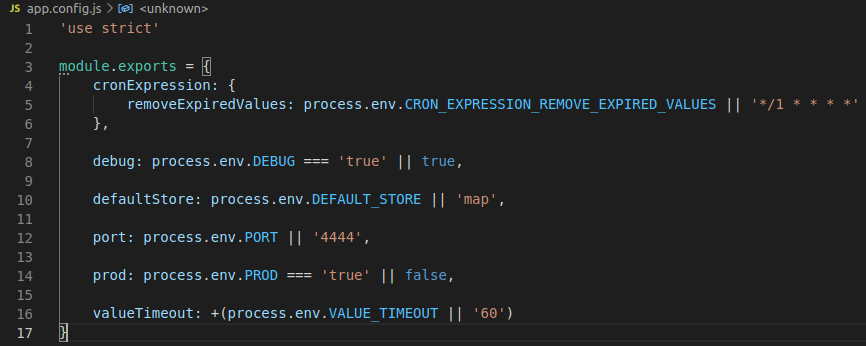 JS app.config.js > <unknown>
1 'use strict'
2
3 module.exports = {
4     cronExpression: {
5         removeExpiredValues: process.env.CRON_EXPRESSION_REMOVE_EXPIRED_VALUES || '*/1 * * * *'
6     },
7
8     debug: process.env.DEBUG === 'true' || true,
9
10     defaultStore: process.env.DEFAULT_STORE || 'map',
11
12     port: process.env.PORT || '4444',
13
14     prod: process.env.PROD === 'true' || false,
15
16     valueTimeout: +(process.env.VALUE_TIMEOUT || '60')
17 }